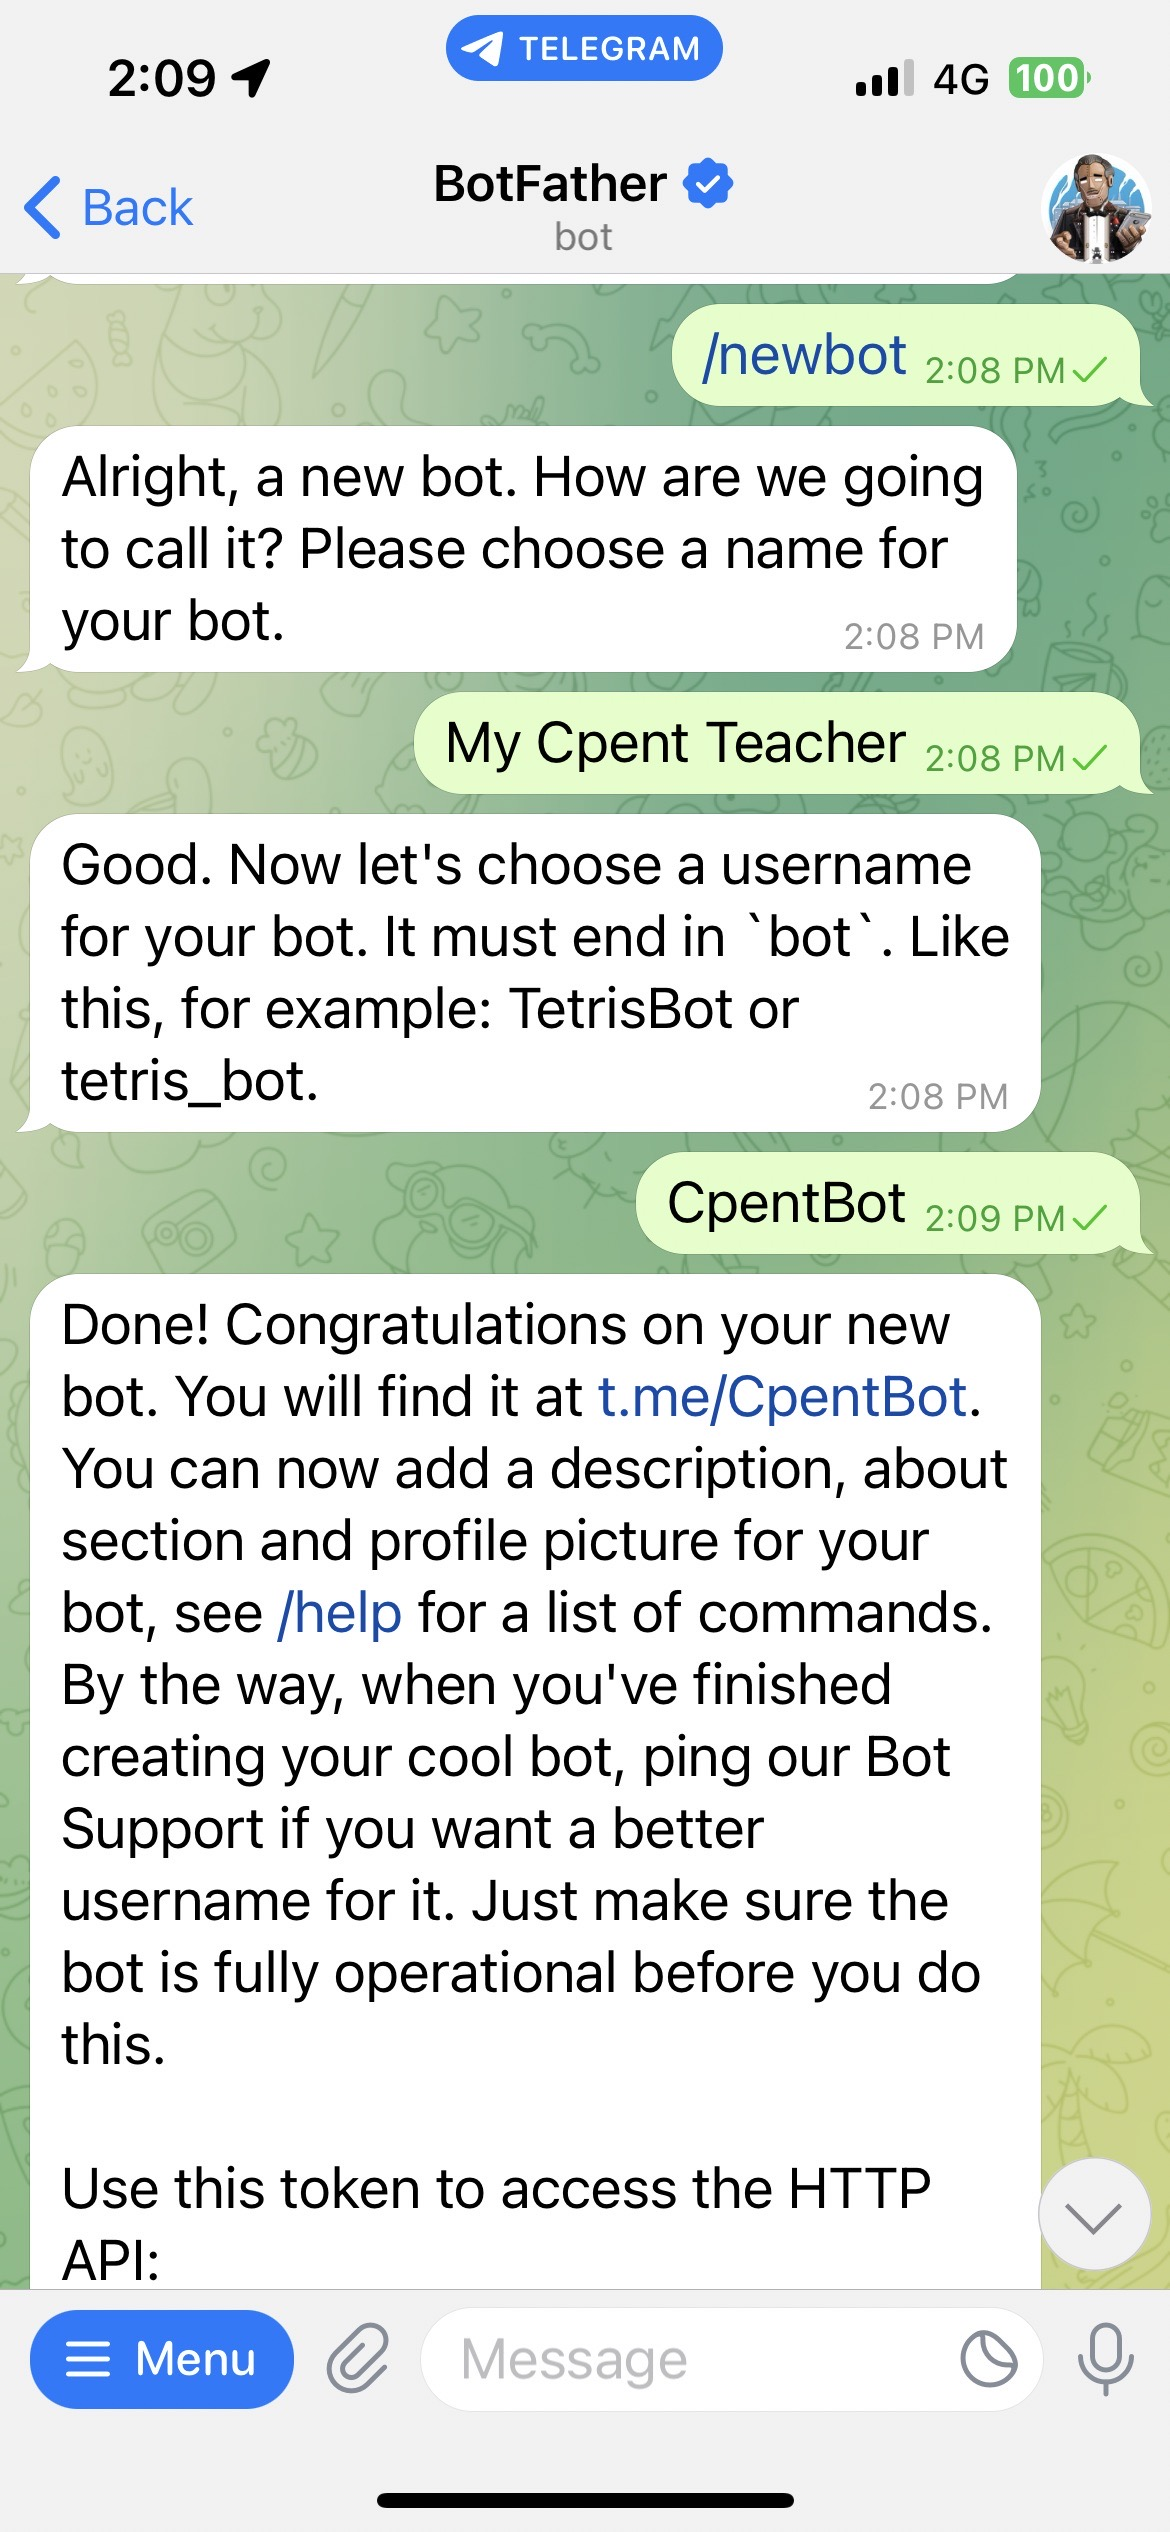 2:09
TELEGRAM
4G
100
Back
BotFather
bot
/newbot 2:08 PM
Alright, a new bot. How are we going
to call it? Please choose a name for
your bot.
2:08 PM
My Cpent Teacher 2:08 PM
Good. Now let's choose a username
for your bot. It must end in `bot`. Like
this, for example: TetrisBot or
tetris_bot.
2:08 PM
CpentBot 2:09 PM
Done! Congratulations on your new
bot. You will find it at t.me/CpentBot.
You can now add a description, about
section and profile picture for your
bot, see /help for a list of commands.
By the way, when you've finished
creating your cool bot, ping our Bot
Support if you want a better
username for it. Just make sure the
bot is fully operational before you do
this.
Use this token to access the HTTP
API:
Menu
Message